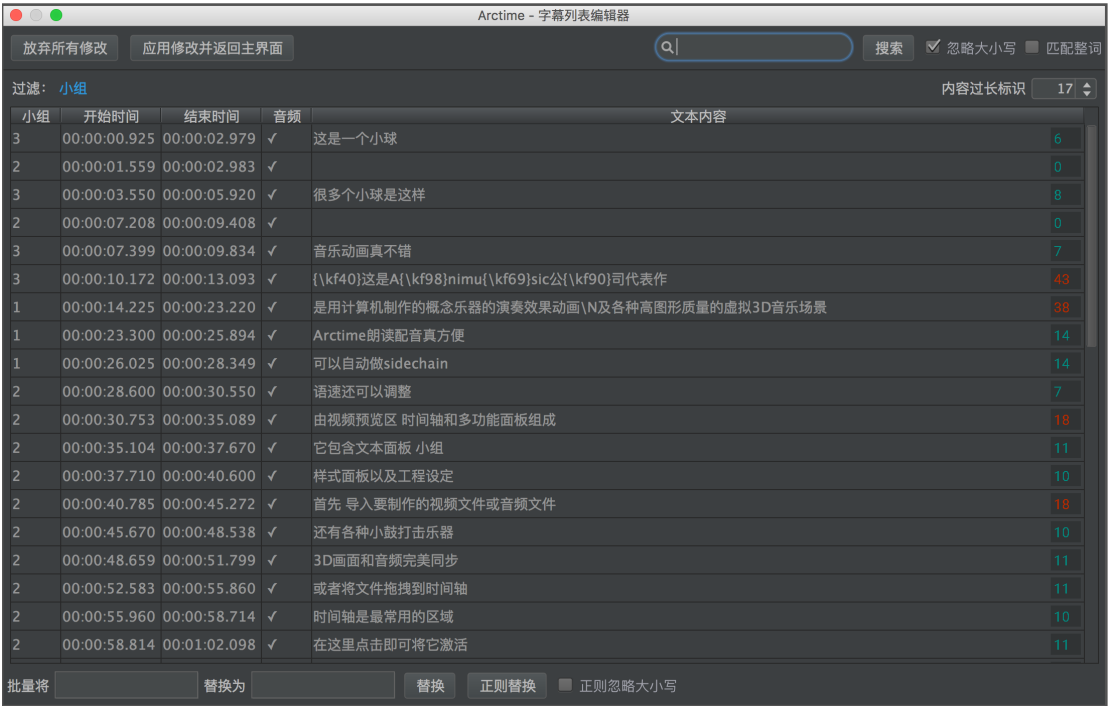 Arctime - 字幕列表编辑器
放弃所有修改 应用修改并返回主界面 搜索 忽略大小写 匹配整词
过滤： 小组 内容过长标识 17
小组 开始时间 结束时间 音频 文本内容
3 00:00:00.925 00:00:02.979 ✓ 这是一个小球 6
2 00:00:01.559 00:00:02.983 ✓ 0
3 00:00:03.550 00:00:05.920 ✓ 很多个小球是这样 8
2 00:00:07.208 00:00:09.408 ✓ 0
3 00:00:07.399 00:00:09.834 ✓ 音乐动画真不错 7
3 00:00:10.172 00:00:13.093 ✓ {\kf40}这是A{\kf98}nimu{\kf69}sic公{\kf90}司代表作 43
1 00:00:14.225 00:00:23.220 ✓ 是用计算机制作的概念乐器的演奏效果动画\N及各种高图形质量的虚拟3D音乐场景 38
1 00:00:23.300 00:00:25.894 ✓ Arctime朗读配音真方便 14
1 00:00:26.025 00:00:28.349 ✓ 可以自动做sidechain 14
2 00:00:28.600 00:00:30.550 ✓ 语速还可以调整 7
2 00:00:30.753 00:00:35.089 ✓ 由视频预览区 时间轴和多功能面板组成 18
2 00:00:35.104 00:00:37.670 ✓ 它包含文本面板 小组 11
2 00:00:37.710 00:00:40.600 ✓ 样式面板以及工程设定 10
2 00:00:40.785 00:00:45.272 ✓ 首先 导入要制作的视频文件或音频文件 18
2 00:00:45.670 00:00:48.538 ✓ 还有各种小鼓打击乐器 10
2 00:00:48.659 00:00:51.799 ✓ 3D画面和音频完美同步 11
2 00:00:52.583 00:00:55.860 ✓ 或者将文件拖拽到时间轴 11
2 00:00:55.960 00:00:58.714 ✓ 时间轴是最常用的区域 10
2 00:00:58.814 00:01:02.098 ✓ 在这里点击即可将它激活 11
批量将 替换为 替换 正则替换 正则忽略大小写